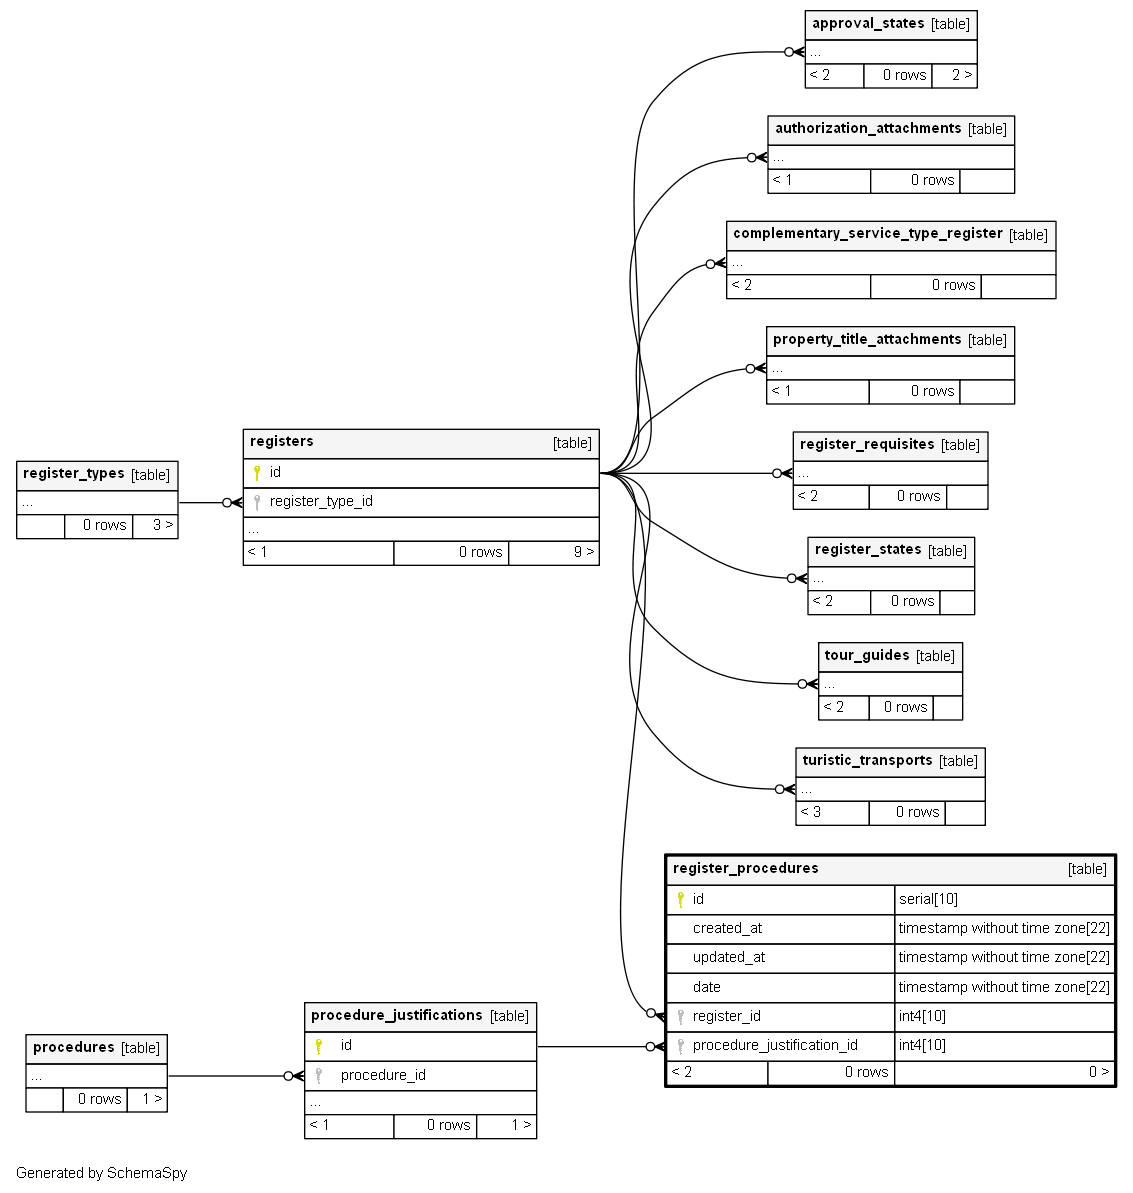 approval_states [table]
...
< 2 0 rows 2 >
authorization_attachments [table]
...
< 1 0 rows
complementary_service_type_register [table]
...
< 2 0 rows
property_title_attachments [table]
...
< 1 0 rows
registers [table]
id
register_type_id
...
< 1 0 rows 9 >
register_types [table]
...
0 rows 3 >
register_requisites [table]
...
< 2 0 rows
register_states [table]
...
< 2 0 rows
tour_guides [table]
...
< 2 0 rows
turistic_transports [table]
...
< 3 0 rows
register_procedures [table]
id serial[10]
created_at timestamp without time zone[22]
updated_at timestamp without time zone[22]
date timestamp without time zone[22]
register_id int4[10]
procedure_justification_id int4[10]
< 2 0 rows 0 >
procedure_justifications [table]
id
procedure_id
...
< 1 0 rows 1 >
procedures [table]
...
0 rows 1 >
Generated by SchemaSpy